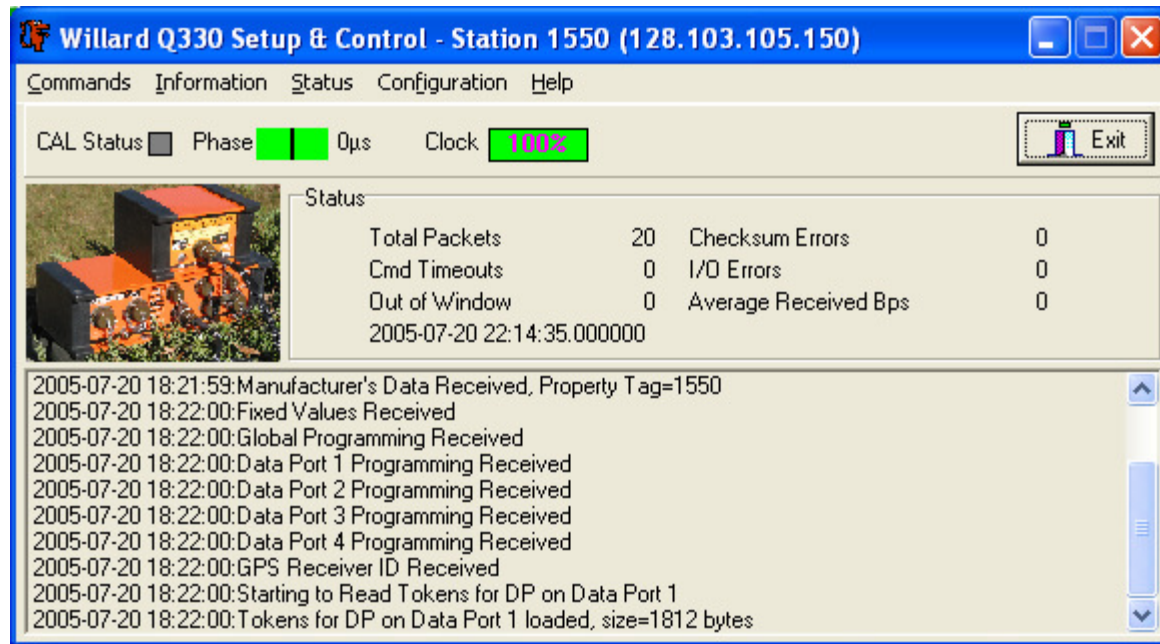 Willard Q330 Setup & Control - Station 1550 (128.103.105.150)
Commands Information Status Configuration Help
CAL Status Phase 0µs Clock 100% Exit
Status
Total Packets 20 Checksum Errors 0
Cmd Timeouts 0 I/O Errors 0
Out of Window 0 Average Received Bps 0
2005-07-20 22:14:35.000000
2005-07-20 18:21:59:Manufacturer's Data Received, Property Tag=1550
2005-07-20 18:22:00:Fixed Values Received
2005-07-20 18:22:00:Global Programming Received
2005-07-20 18:22:00:Data Port 1 Programming Received
2005-07-20 18:22:00:Data Port 2 Programming Received
2005-07-20 18:22:00:Data Port 3 Programming Received
2005-07-20 18:22:00:Data Port 4 Programming Received
2005-07-20 18:22:00:GPS Receiver ID Received
2005-07-20 18:22:00:Starting to Read Tokens for DP on Data Port 1
2005-07-20 18:22:00:Tokens for DP on Data Port 1 loaded, size=1812 bytes